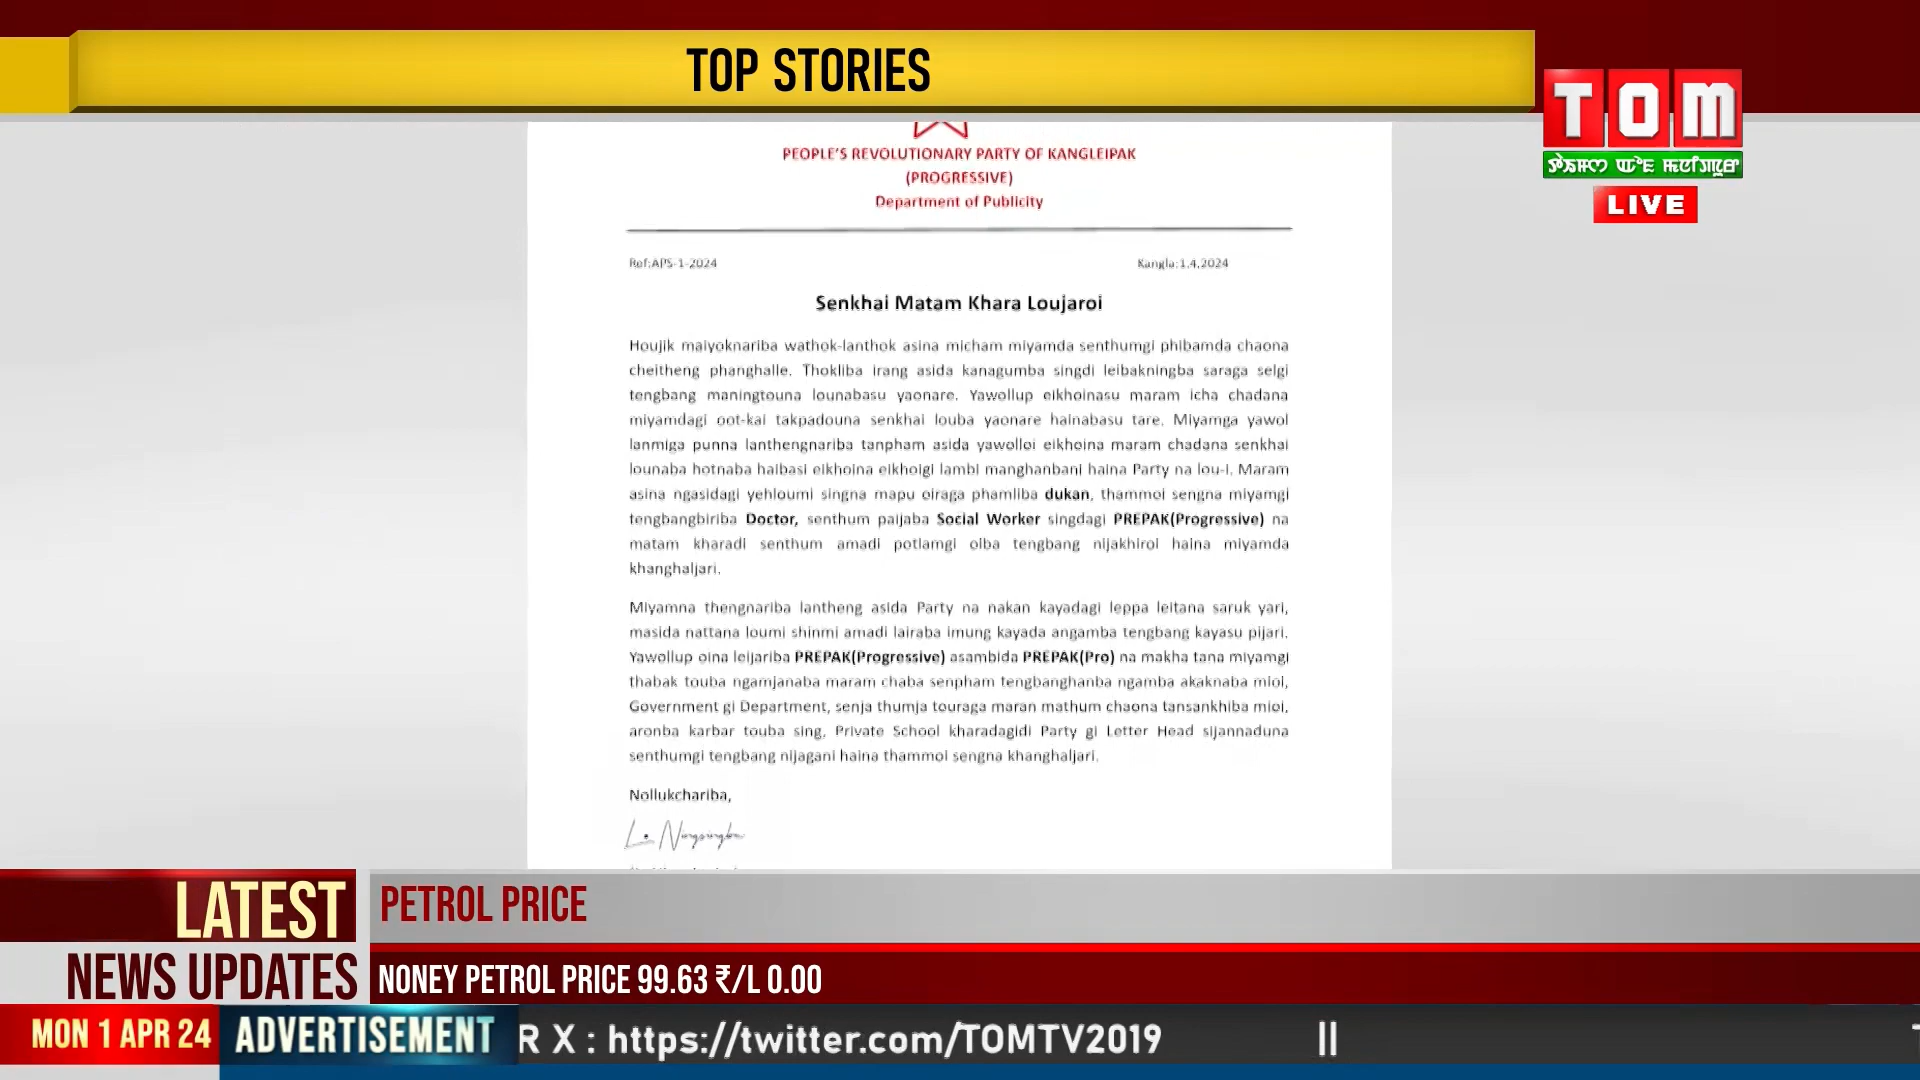 TOP STORIES
TOM
LIVE
PEOPLE'S REVOLUTIONARY PARTY OF KANGLEIPAK
(PROGRESSIVE)
Department of Publicity
Ref:APS-1-2024 Kangla:1.4.2024
Senkhai Matam Khara Loujaroi
Houjik maiyoknariba wathok-lanthok asina micham miyamda senthumgi phibamda chaona
cheitheng phanghalle. Thokliba irang asida kanagumba singdi leibakningba saraga selgi
tengbang maningtouna lounabasu yaonare. Yawollup eikhoinasu maram icha chadana
miyamdagi oot-kai takpadouna senkhai louba yaonare hainabasu tare. Miyamga yawol
lanmiga punna lanthengnariba tanpham asida yawolloi eikhoina maram chadana senkhai
lounaba hotnaba haibasi eikhoina eikhoigi lambi manghanbani haina Party na lou-i. Maram
asina ngasidagi yehloumi singna mapu oiraga phamliba dukan, thammoi sengna miyamgi
tengbangbiriba Doctor, senthum paijaba Social Worker singdagi PREPAK(Progressive) na
matam kharadi senthum amadi potlamgi oiba tengbang nijakhiroi haina miyamda
khanghaljari.
Miyamna thengnariba lantheng asida Party na nakan kayadagi leppa leitana saruk yari,
masida nattana loumi shinmi amadi lairaba imung kayada angamba tengbang kayasu pijari.
Yawollup oina leijariba PREPAK(Progressive) asambida PREPAK(Pro) na makha tana miyamgi
thabak touba ngamjanaba maram chaba senpham tengbanghanba ngamba akaknaba mioi,
Government gi Department, senja thumja touraga maran mathum chaona tansankhiba mioi,
aronba karbar touba sing, Private School kharadagidi Party gi Letter Head sijannaduna
senthumgi tengbang nijagani haina thammoi sengna khanghaljari.
Nollukchariba,
LATEST
NEWS UPDATES
PETROL PRICE
NONEY PETROL PRICE 99.63 ₹/L 0.00
MON 1 APR 24
ADVERTISEMENT
R X : https://twitter.com/TOMTV2019 ||